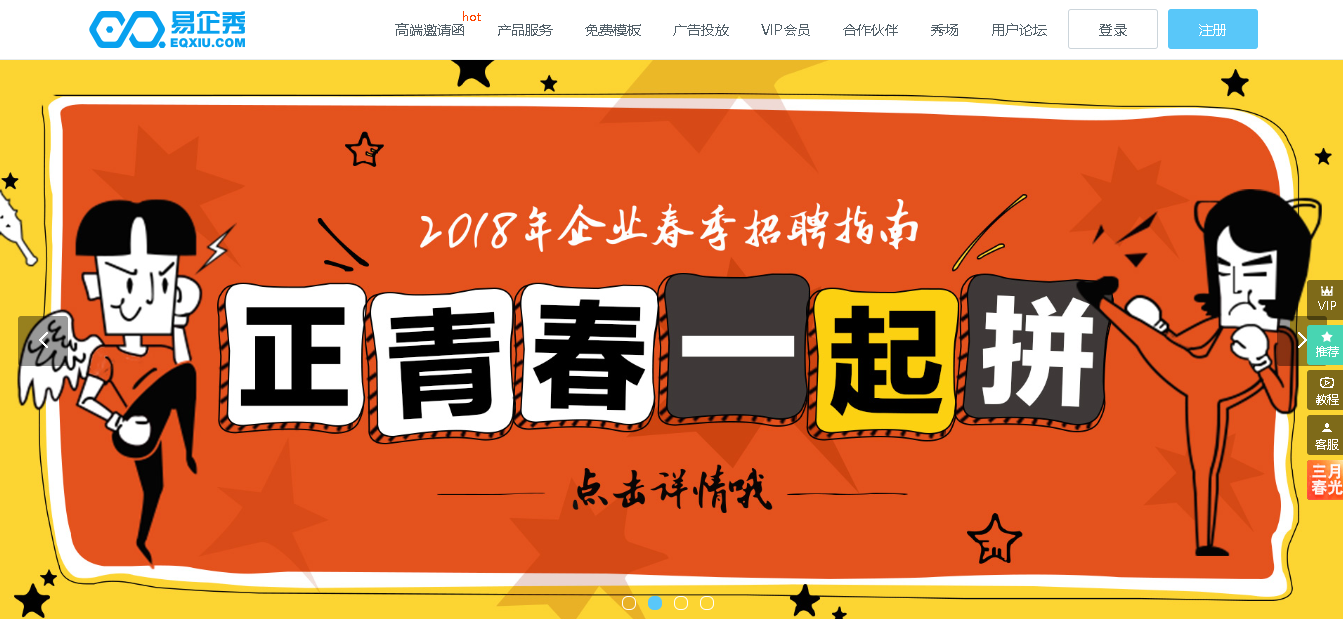 易企秀
EQXIU.COM
高端邀请函 hot 产品服务 免费模板 广告投放 VIP会员 合作伙伴 秀场 用户论坛 登录 注册
2018年企业春季招聘指南
正青春一起拼
点击详情哦
VIP
推荐
教程
客服
三月
春光